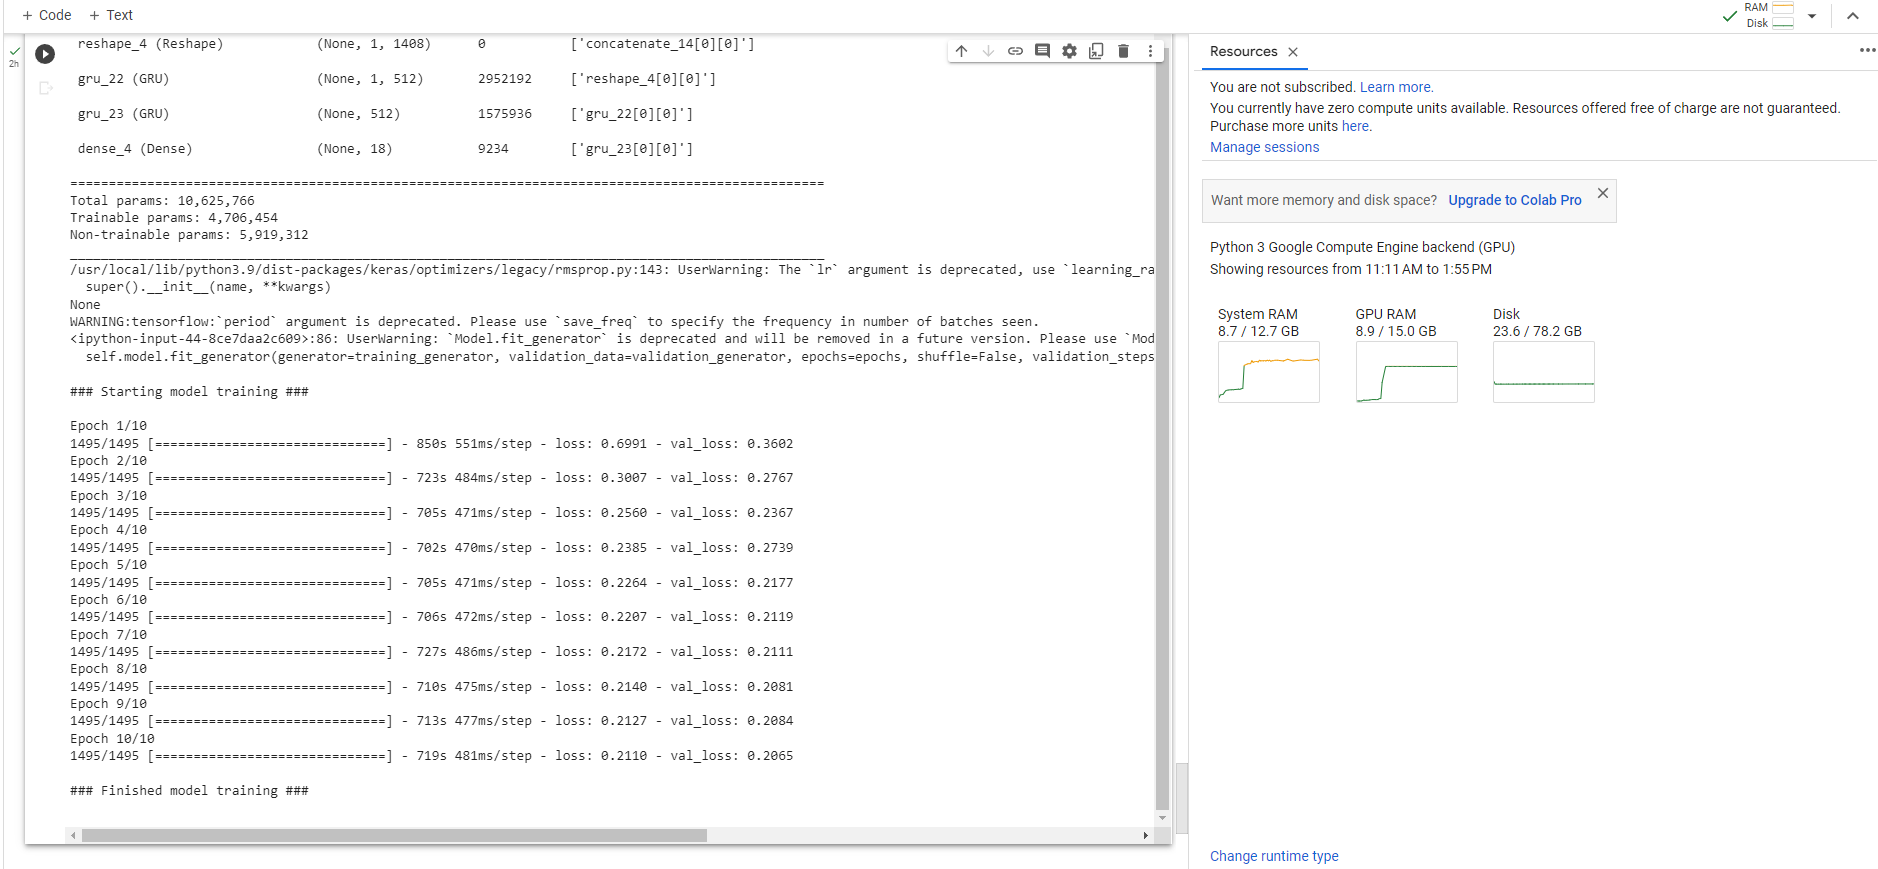 + Code + Text
RAM
Disk
2h
reshape_4 (Reshape) (None, 1, 1408) 0 ['concatenate_14[0][0]']
gru_22 (GRU) (None, 1, 512) 2952192 ['reshape_4[0][0]']
gru_23 (GRU) (None, 512) 1575936 ['gru_22[0][0]']
dense_4 (Dense) (None, 18) 9234 ['gru_23[0][0]']
==================================================================================================
Total params: 10,625,766
Trainable params: 4,706,454
Non-trainable params: 5,919,312
__________________________________________________________________________________________________
/usr/local/lib/python3.9/dist-packages/keras/optimizers/legacy/rmsprop.py:143: UserWarning: The `lr` argument is deprecated, use `learning_ra
super().__init__(name, **kwargs)
None
WARNING:tensorflow:`period` argument is deprecated. Please use `save_freq` to specify the frequency in number of batches seen.
<ipython-input-44-8ce7daa2c609>:86: UserWarning: `Model.fit_generator` is deprecated and will be removed in a future version. Please use `Mod
self.model.fit_generator(generator=training_generator, validation_data=validation_generator, epochs=epochs, shuffle=False, validation_steps
### Starting model training ###
Epoch 1/10
1495/1495 [==============================] - 850s 551ms/step - loss: 0.6991 - val_loss: 0.3602
Epoch 2/10
1495/1495 [==============================] - 723s 484ms/step - loss: 0.3007 - val_loss: 0.2767
Epoch 3/10
1495/1495 [==============================] - 705s 471ms/step - loss: 0.2560 - val_loss: 0.2367
Epoch 4/10
1495/1495 [==============================] - 702s 470ms/step - loss: 0.2385 - val_loss: 0.2739
Epoch 5/10
1495/1495 [==============================] - 705s 471ms/step - loss: 0.2264 - val_loss: 0.2177
Epoch 6/10
1495/1495 [==============================] - 706s 472ms/step - loss: 0.2207 - val_loss: 0.2119
Epoch 7/10
1495/1495 [==============================] - 727s 486ms/step - loss: 0.2172 - val_loss: 0.2111
Epoch 8/10
1495/1495 [==============================] - 710s 475ms/step - loss: 0.2140 - val_loss: 0.2081
Epoch 9/10
1495/1495 [==============================] - 713s 477ms/step - loss: 0.2127 - val_loss: 0.2084
Epoch 10/10
1495/1495 [==============================] - 719s 481ms/step - loss: 0.2110 - val_loss: 0.2065
### Finished model training ###
Resources
You are not subscribed. Learn more.
You currently have zero compute units available. Resources offered free of charge are not guaranteed.
Purchase more units here.
Manage sessions
Want more memory and disk space? Upgrade to Colab Pro
Python 3 Google Compute Engine backend (GPU)
Showing resources from 11:11 AM to 1:55 PM
System RAM GPU RAM Disk
8.7 / 12.7 GB 8.9 / 15.0 GB 23.6 / 78.2 GB
Change runtime type